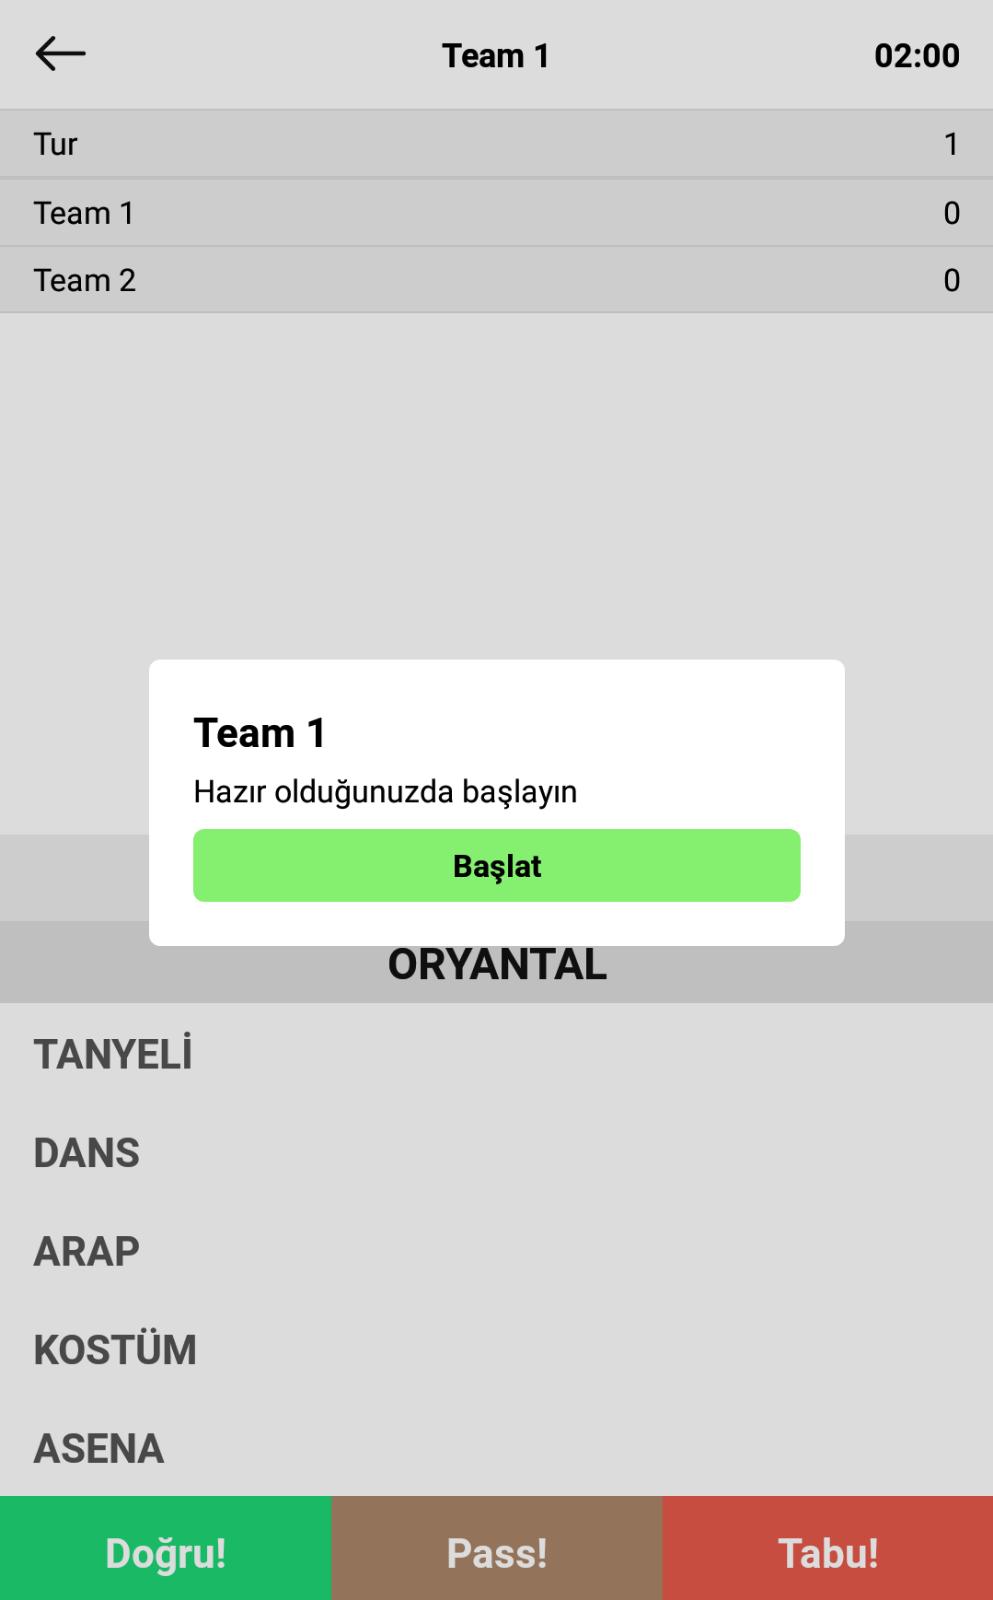 Team 1
02:00
Tur 1
Team 1 0
Team 2 0
Team 1
Hazır olduğunuzda başlayın
Başlat
ORYANTAL
TANYELİ
DANS
ARAP
KOSTÜM
ASENA
Doğru! Pass! Tabu!